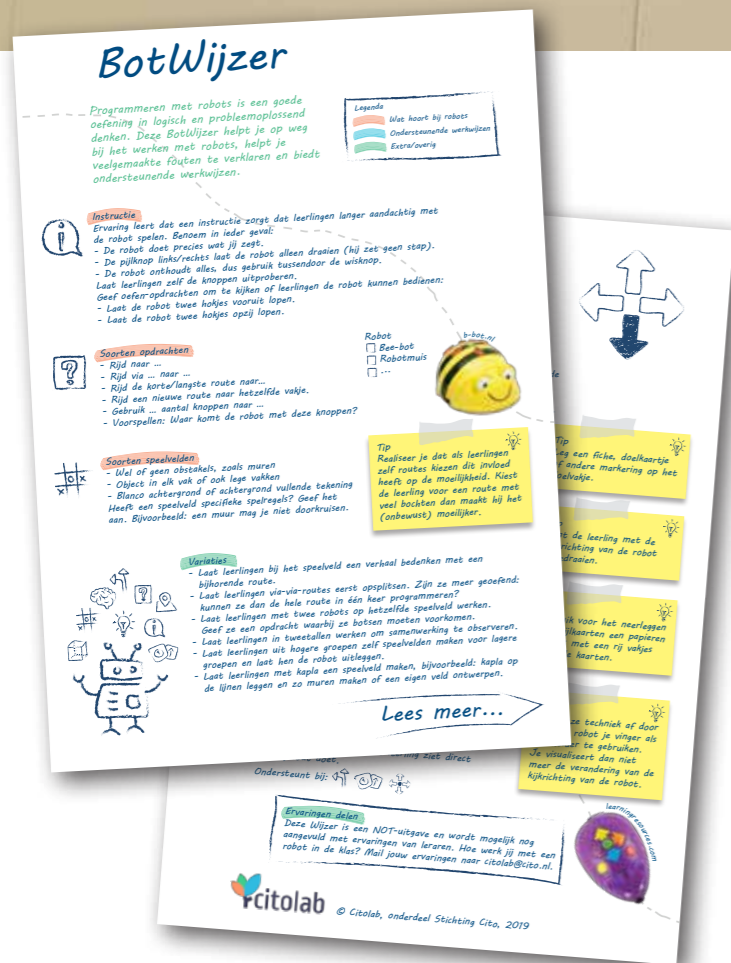 BotWijzer
Programmeren met robots is een goede
oefening in logisch en probleemoplossend
denken. Deze BotWijzer helpt je op weg
bij het werken met robots, helpt je
veelgemaakte fouten te verklaren en biedt
ondersteunende werkwijzen.
Legenda
Wat hoort bij robots
Ondersteunende werkwijzen
Extra/overig
Instructie
Ervaring leert dat een instructie zorgt dat leerlingen langer aandachtig met
de robot spelen. Benoem in ieder geval:
- De robot doet precies wat jij zegt.
- De pijlknop links/rechts laat de robot alleen draaien (hij zet geen stap).
- De robot onthoudt alles, dus gebruik tussendoor de wisknop.
Laat leerlingen zelf de knoppen uitproberen.
Geef oefen-opdrachten om te kijken of leerlingen de robot kunnen bedienen:
- Laat de robot twee hokjes vooruit lopen.
- Laat de robot twee hokjes opzij lopen.
Soorten opdrachten
- Rijd naar ...
- Rijd via ... naar ...
- Rijd de korte/langste route naar...
- Rijd een nieuwe route naar hetzelfde vakje.
- Gebruik ... aantal knoppen naar ...
- Voorspellen: Waar komt de robot met deze knoppen?
Robot
Bee-bot
Robotmuis
...
b-bot.nl
Soorten speelvelden
- Wel of geen obstakels, zoals muren
- Object in elk vak of ook lege vakken
- Blanco achtergrond of achtergrond vullende tekening
Heeft een speelveld specifieke spelregels? Geef het
aan. Bijvoorbeeld: een muur mag je niet doorkruisen.
Tip
Realiseer je dat als leerlingen
zelf routes kiezen dit invloed
heeft op de moeilijkheid. Kiest
de leerling voor een route met
veel bochten dan maakt hij het
(onbewust) moeilijker.
Variaties
- Laat leerlingen bij het speelveld een verhaal bedenken met een
bijhorende route.
- Laat leerlingen via-via-routes eerst opsplitsen. Zijn ze meer geoefend:
kunnen ze dan de hele route in één keer programmeren?
- Laat leerlingen met twee robots op hetzelfde speelveld werken.
Geef ze een opdracht waarbij ze botsen moeten voorkomen.
- Laat leerlingen in tweetallen werken om samenwerking te observeren.
- Laat leerlingen uit hogere groepen zelf speelvelden maken voor lagere
groepen en laat hen de robot uitleggen.
- Laat leerlingen met kapla een speelveld maken, bijvoorbeeld: kapla op
de lijnen leggen en zo muren maken of een eigen veld ontwerpen.
Lees meer...
Tip
een fiche, doelkaartje
andere markering op het
de leerling met de
richting van de robot
voor het neerleggen
een papieren
met een rij vakjes
kaarten.
techniek af door
robot je vinger als
te gebruiken.
Je visualiseert dan niet
meer de verandering van de
kijkrichting van de robot.
ziet direct
Ondersteunt bij:
learningresources.com
Ervaringen delen
Deze Wijzer is een NOT-uitgave en wordt mogelijk nog
aangevuld met ervaringen van leraren. Hoe werk jij met een
robot in de klas? Mail jouw ervaringen naar citolab@cito.nl.
citolab
© Citolab, onderdeel Stichting Cito, 2019